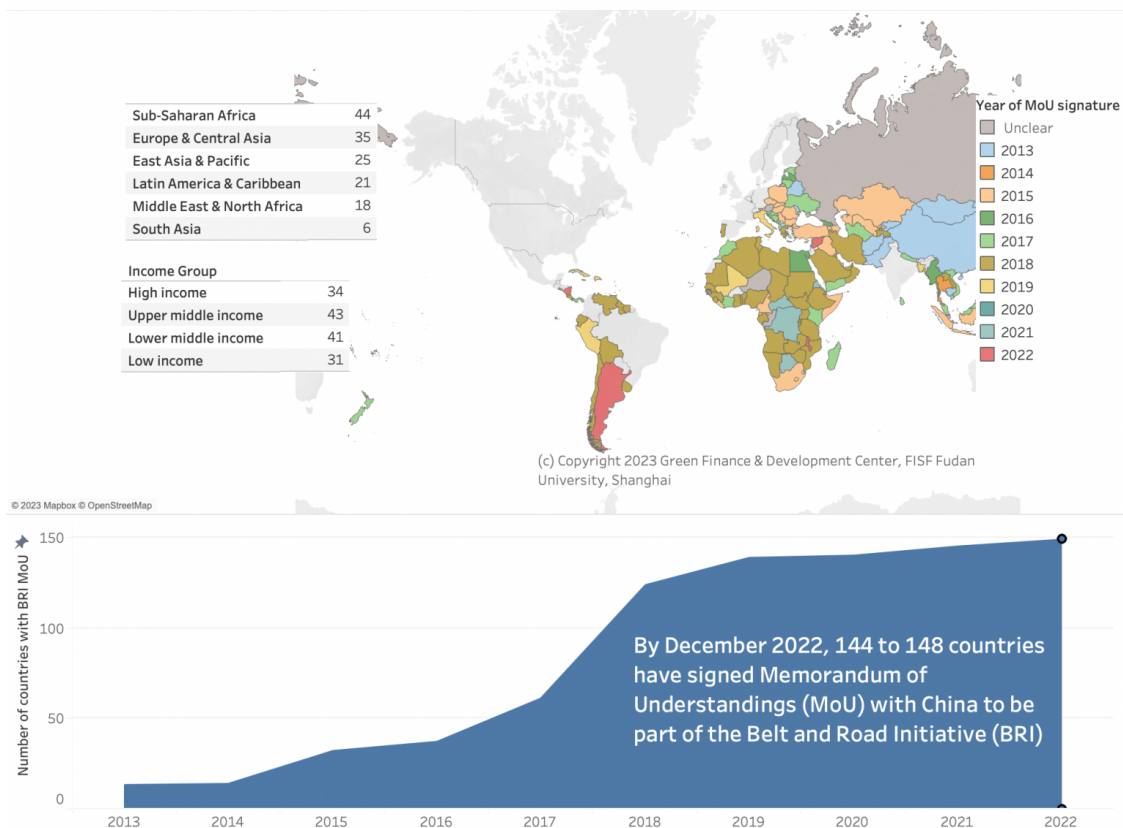 Sub-Saharan Africa 44
Europe & Central Asia 35
East Asia & Pacific 25
Latin America & Caribbean 21
Middle East & North Africa 18
South Asia 6
Income Group
High income 34
Upper middle income 43
Lower middle income 41
Low income 31
Year of MoU signature
Unclear
2013
2014
2015
2016
2017
2018
2019
2020
2021
2022
(c) Copyright 2023 Green Finance & Development Center, FISF Fudan
University, Shanghai
© 2023 Mapbox © OpenStreetMap
Number of countries with BRI MoU
150
100
50
0
By December 2022, 144 to 148 countries
have signed Memorandum of
Understandings (MoU) with China to be
part of the Belt and Road Initiative (BRI)
2013 2014 2015 2016 2017 2018 2019 2020 2021 2022